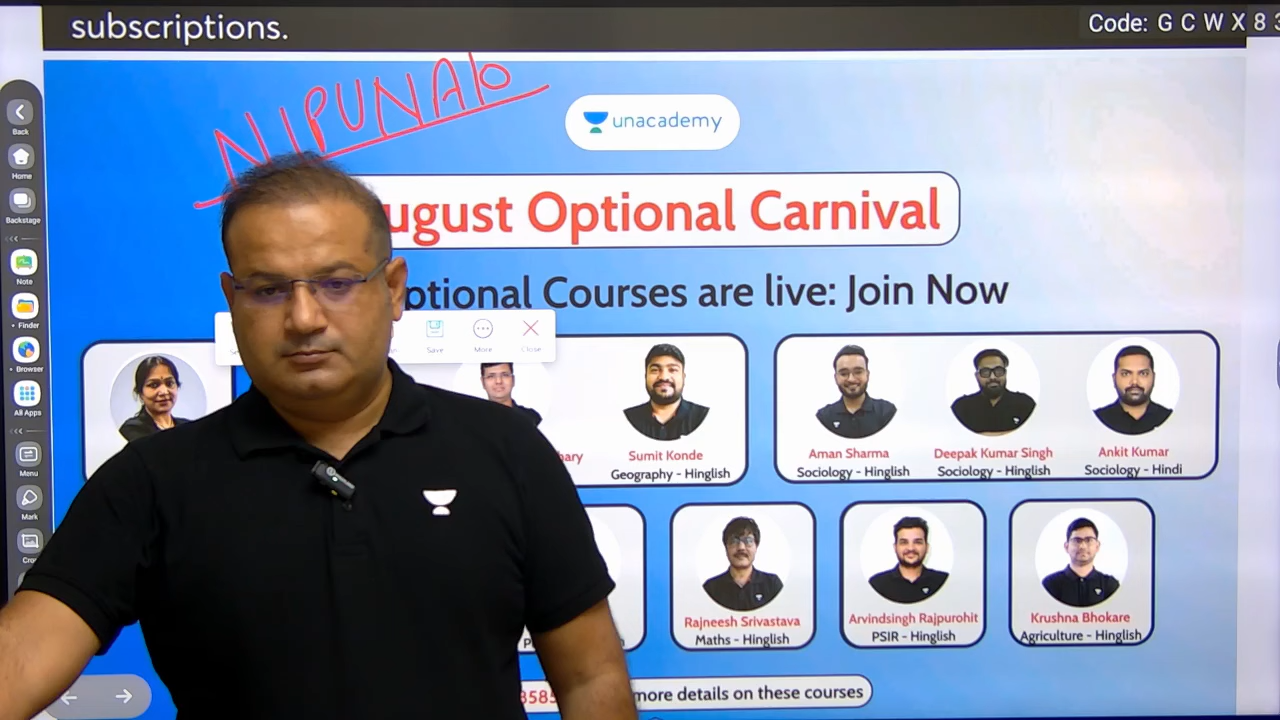 subscriptions.
Code: G C W X 8 3
NIPUNA10
unacademy
ugust Optional Carnival
ptional Courses are live: Join Now
Back
Home
Backstage
Note
Finder
Browser
All Apps
Menu
Mark
Save
More
Close
Sumit Konde
Geography - Hinglish
Aman Sharma
Sociology - Hinglish
Deepak Kumar Singh
Sociology - Hinglish
Ankit Kumar
Sociology - Hindi
Rajneesh Srivastava
Maths - Hinglish
Arvindsingh Rajpurohit
PSIR - Hinglish
Krushna Bhokare
Agriculture - Hinglish
more details on these courses